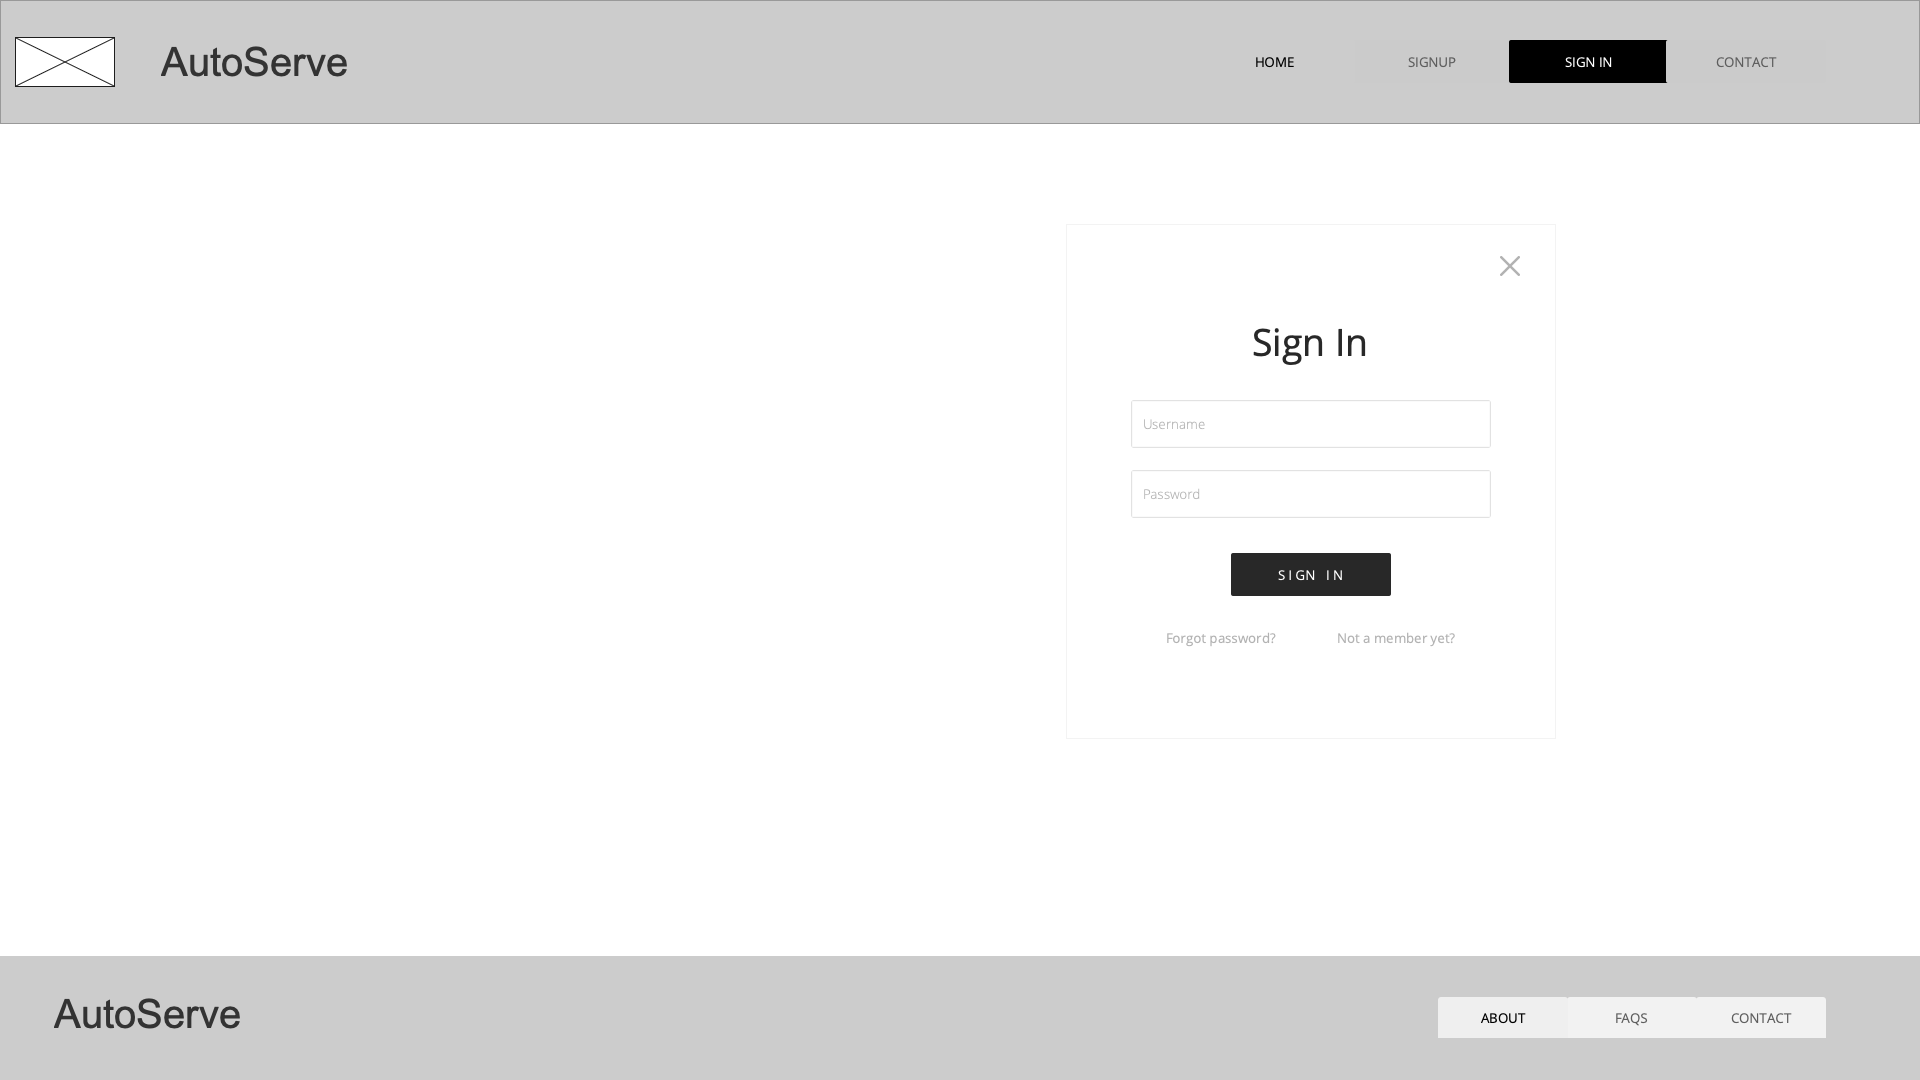 AutoServe
HOME SIGNUP SIGN IN CONTACT
Sign In
Username
Password
SIGN IN
Forgot password? Not a member yet?
AutoServe
ABOUT FAQS CONTACT